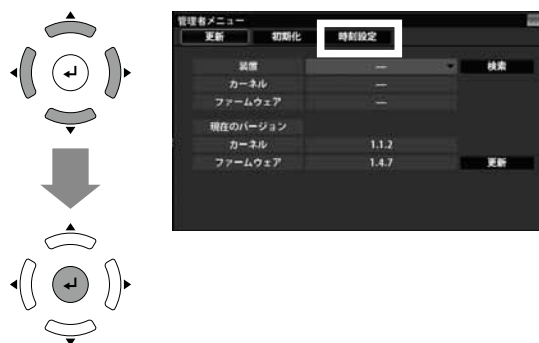 管理者メニュー
更新 初期化 時刻設定
装置 --- 検索
カーネル ---
ファームウェア ---
現在のバージョン
カーネル 1.1.2
ファームウェア 1.4.7 更新